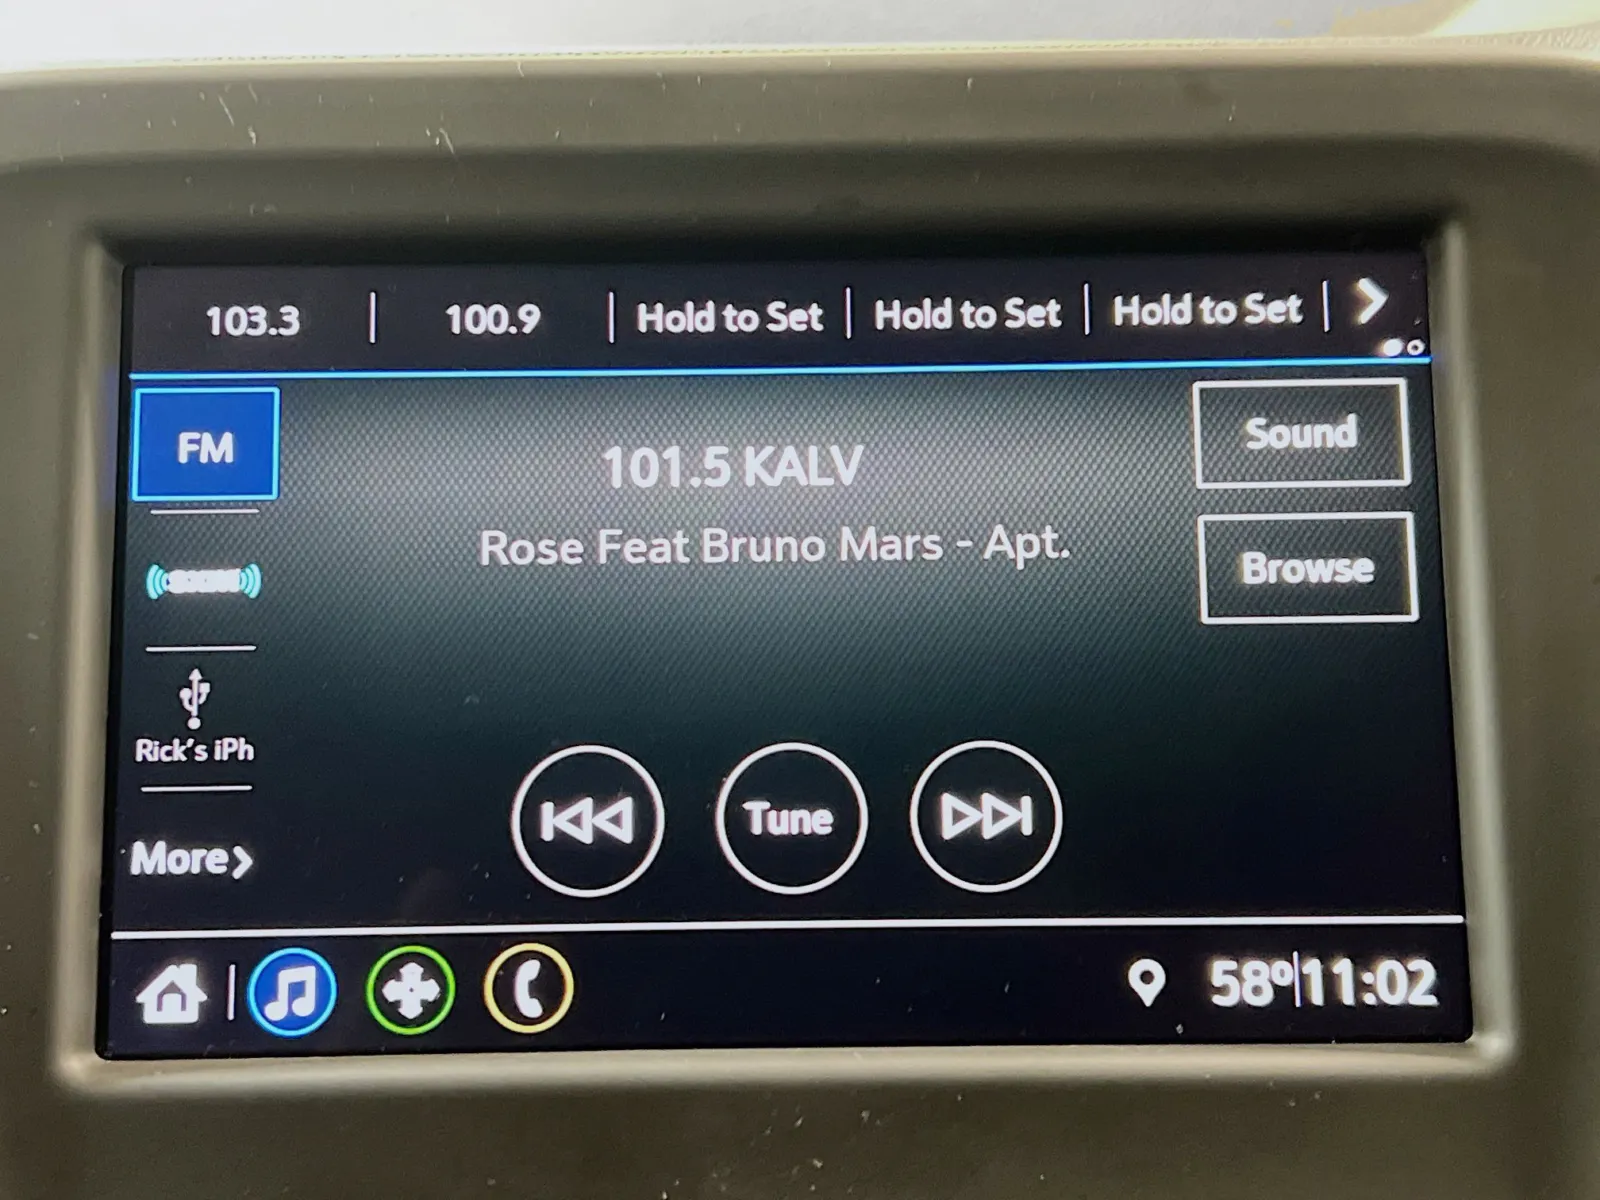 103.3 | 100.9 | Hold to Set | Hold to Set | Hold to Set
FM
101.5 KALV
Sound
Rose Feat Bruno Mars - Apt.
Browse
Rick's iPh
Tune
More
58° 11:02